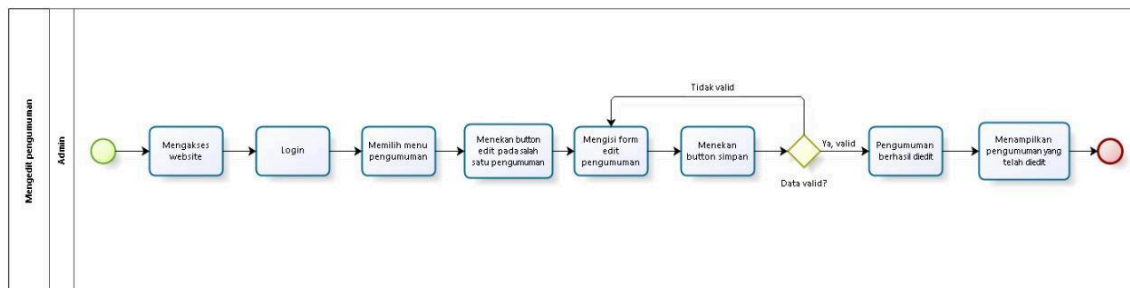 Mengedit pengumuman
Admin
Mengakses
website
Login
Memilih menu
pengumuman
Menekan button
edit pada salah
satu pengumuman
Mengisi form
edit
pengumuman
Menekan
button simpan
Tidak valid
Data valid?
Ya, valid
Pengumuman
berhasil diedit
Menampilkan
pengumuman yang
telah diedit